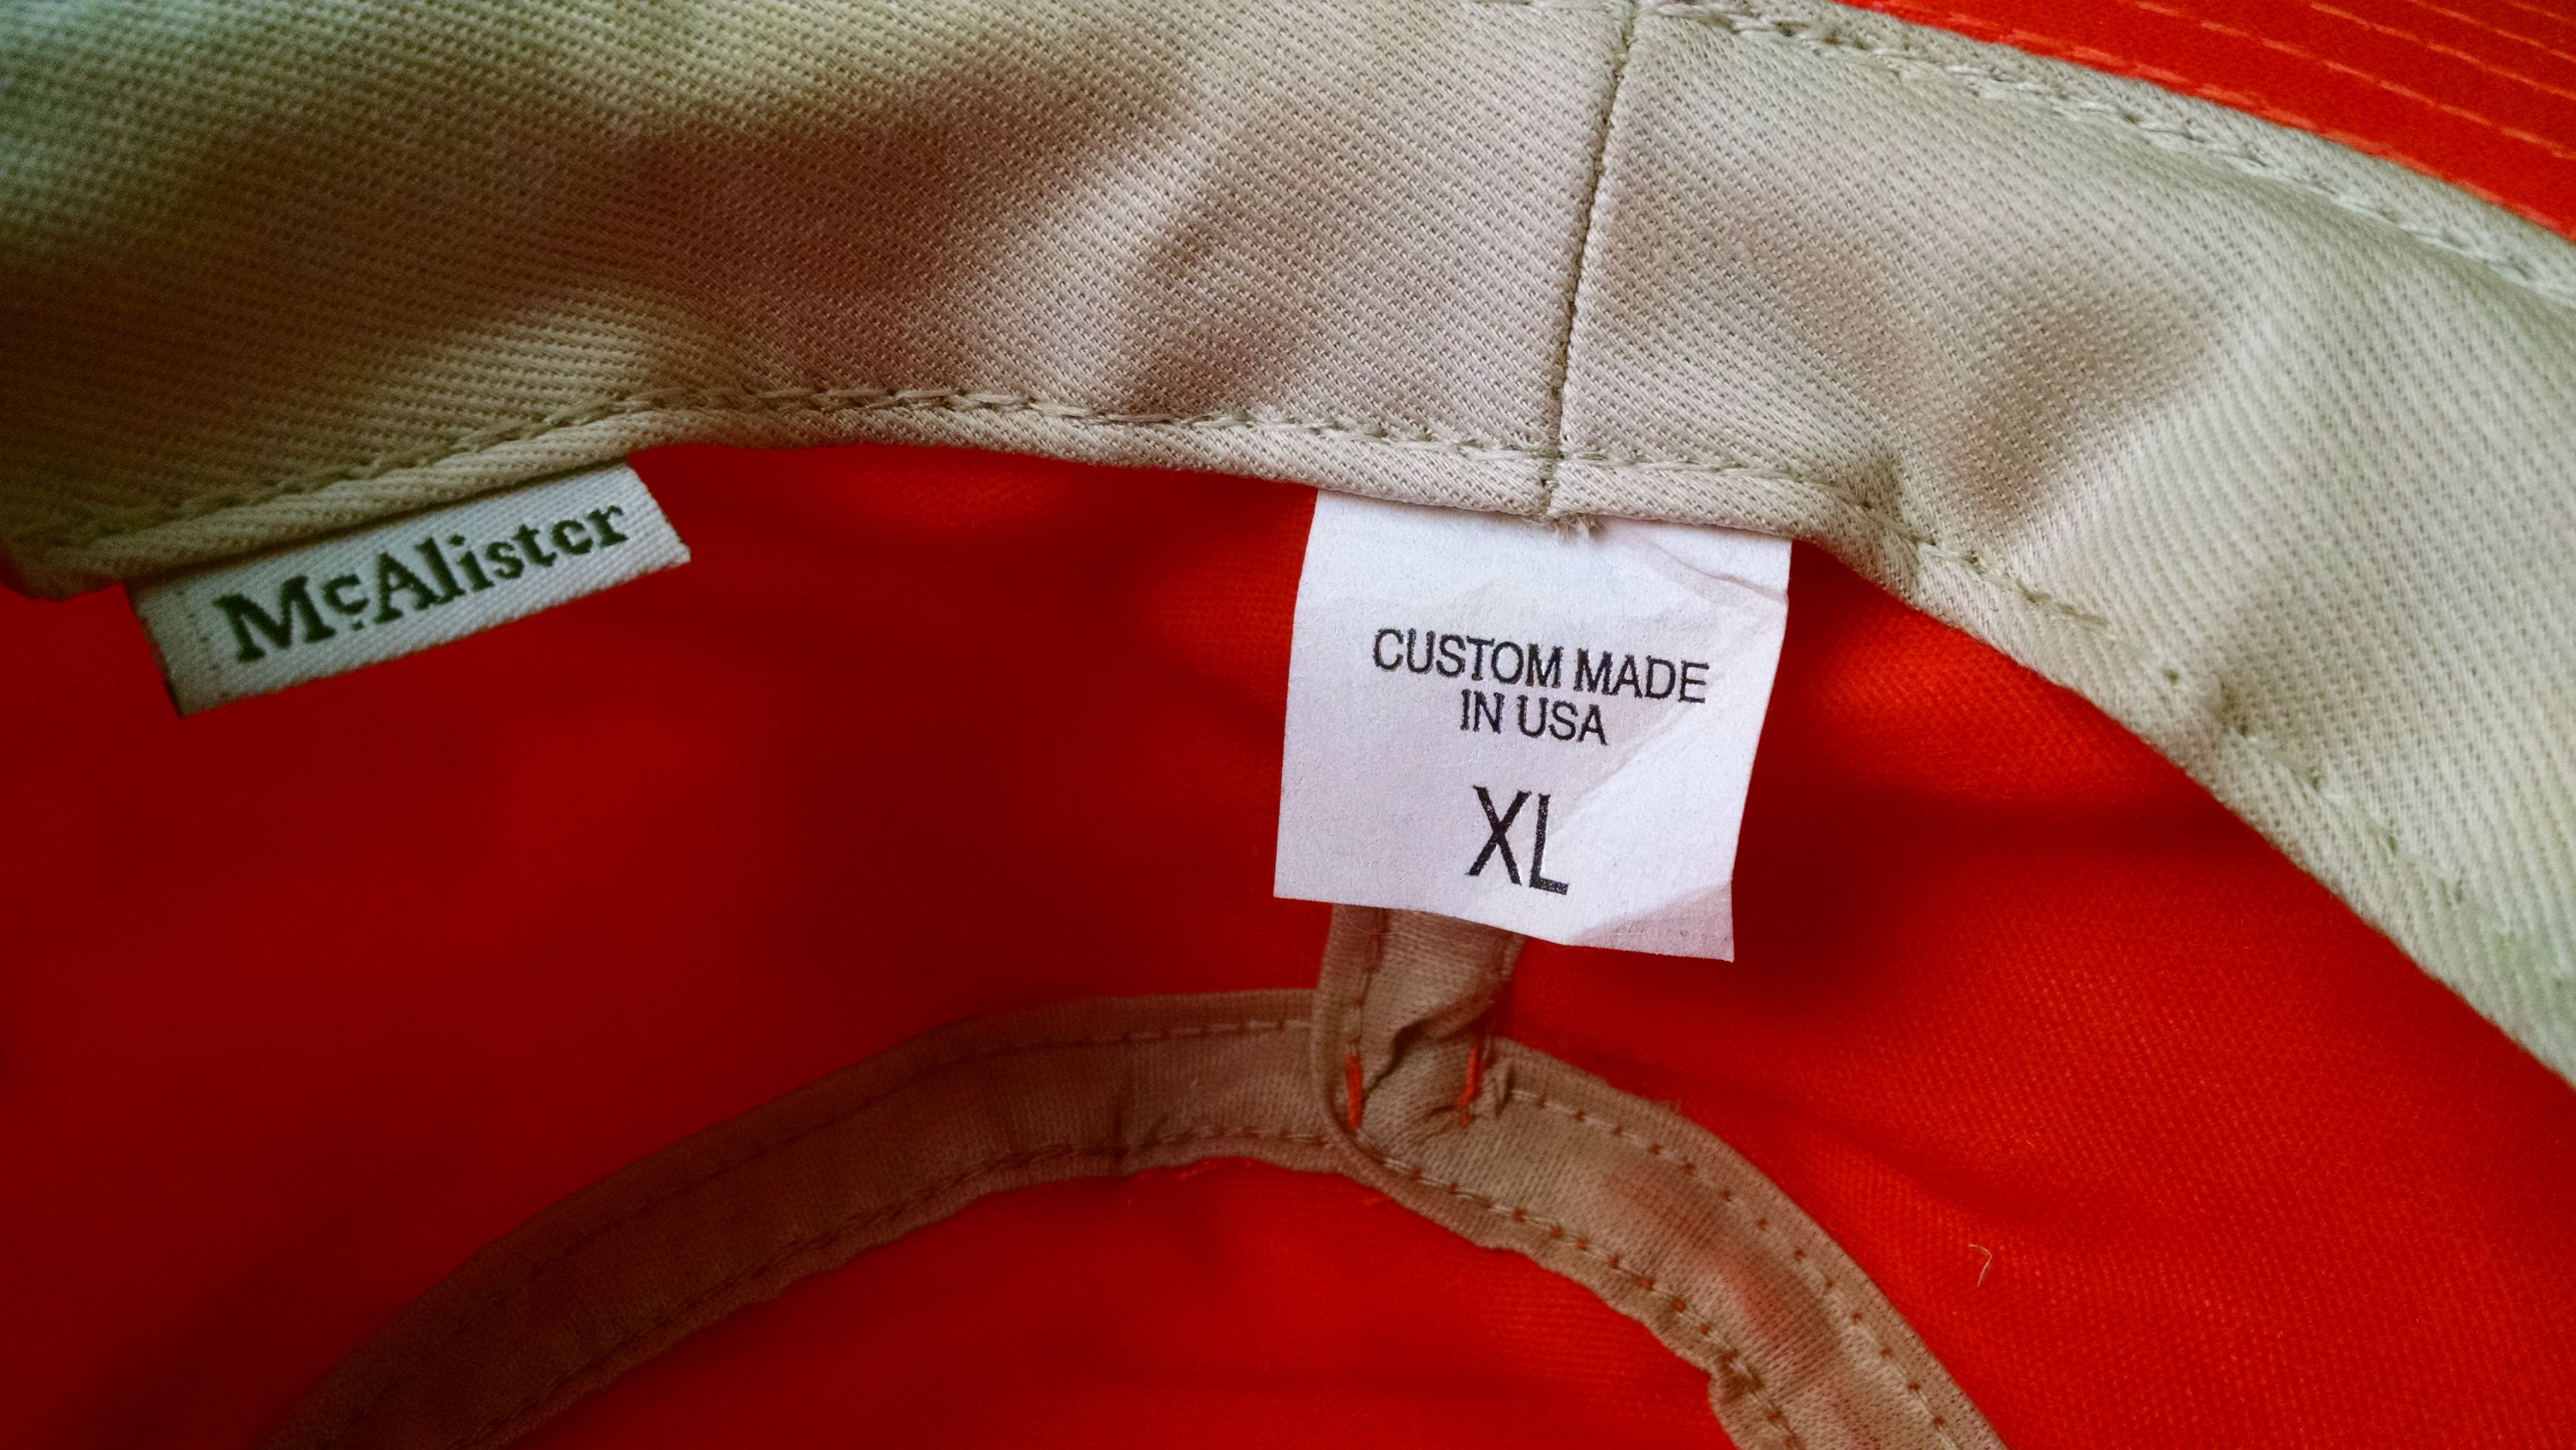 McAlister
CUSTOM MADE
IN USA
XL